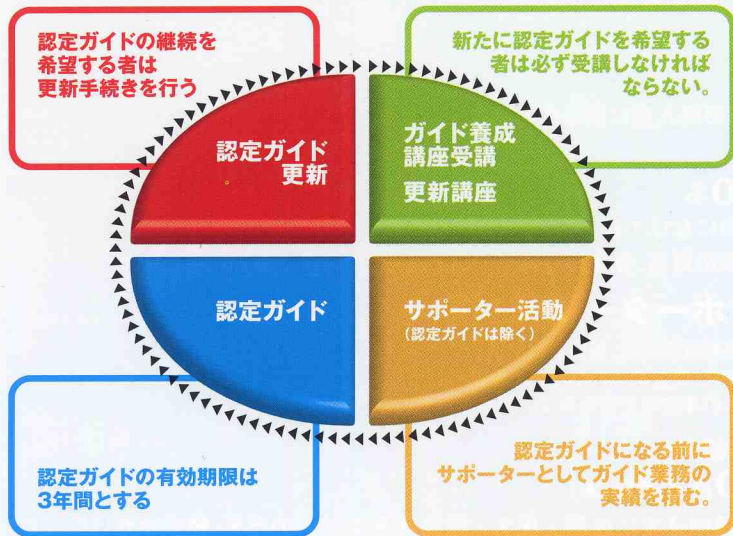 認定ガイドの継続を
希望する者は
更新手続きを行う
新たに認定ガイドを希望する
者は必ず受講しなければ
ならない。
認定ガイド
更新
ガイド養成
講座受講
更新講座
認定ガイド
サポーター活動
(認定ガイドは除く)
認定ガイドの有効期限は
3年間とする
認定ガイドになる前に
サポーターとしてガイド業務の
実績を積む。